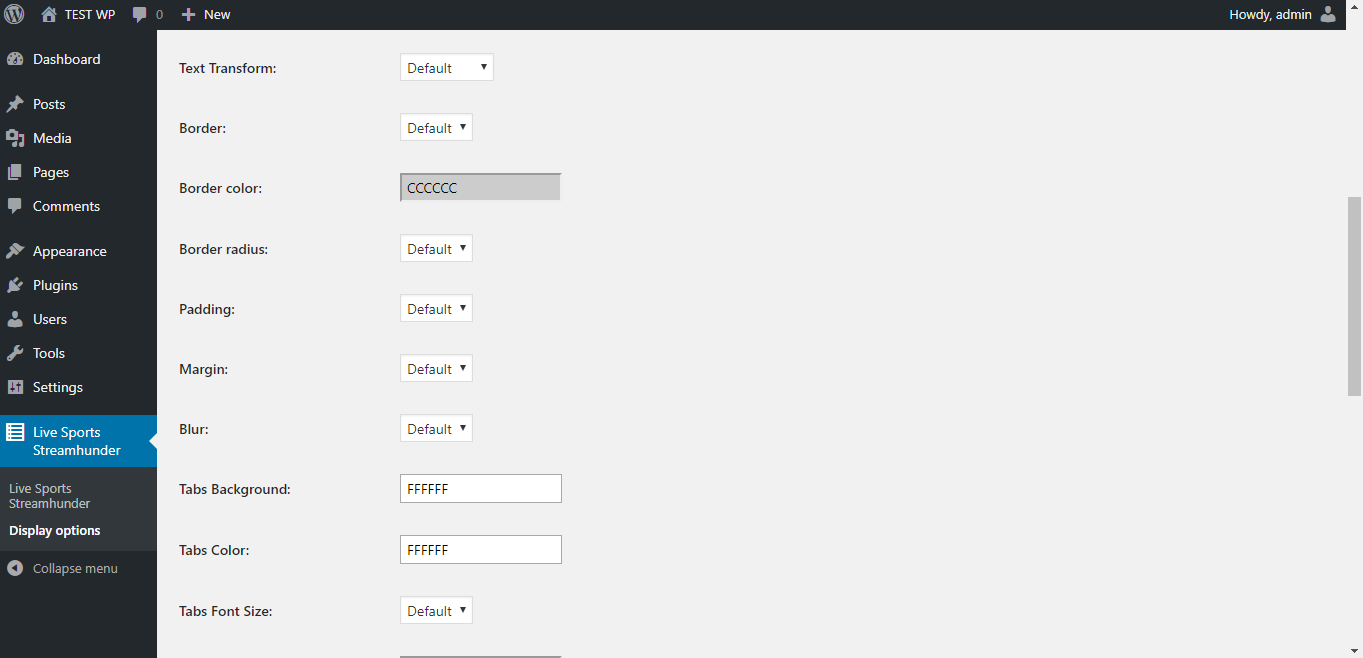 TEST WP 0 New Howdy, admin
Dashboard
Posts
Media
Pages
Comments
Appearance
Plugins
Users
Tools
Settings
Live Sports
Streamhunder
Live Sports
Streamhunder
Display options
Collapse menu
Text Transform: Default
Border: Default
Border color: CCCCCC
Border radius: Default
Padding: Default
Margin: Default
Blur: Default
Tabs Background: FFFFFF
Tabs Color: FFFFFF
Tabs Font Size: Default